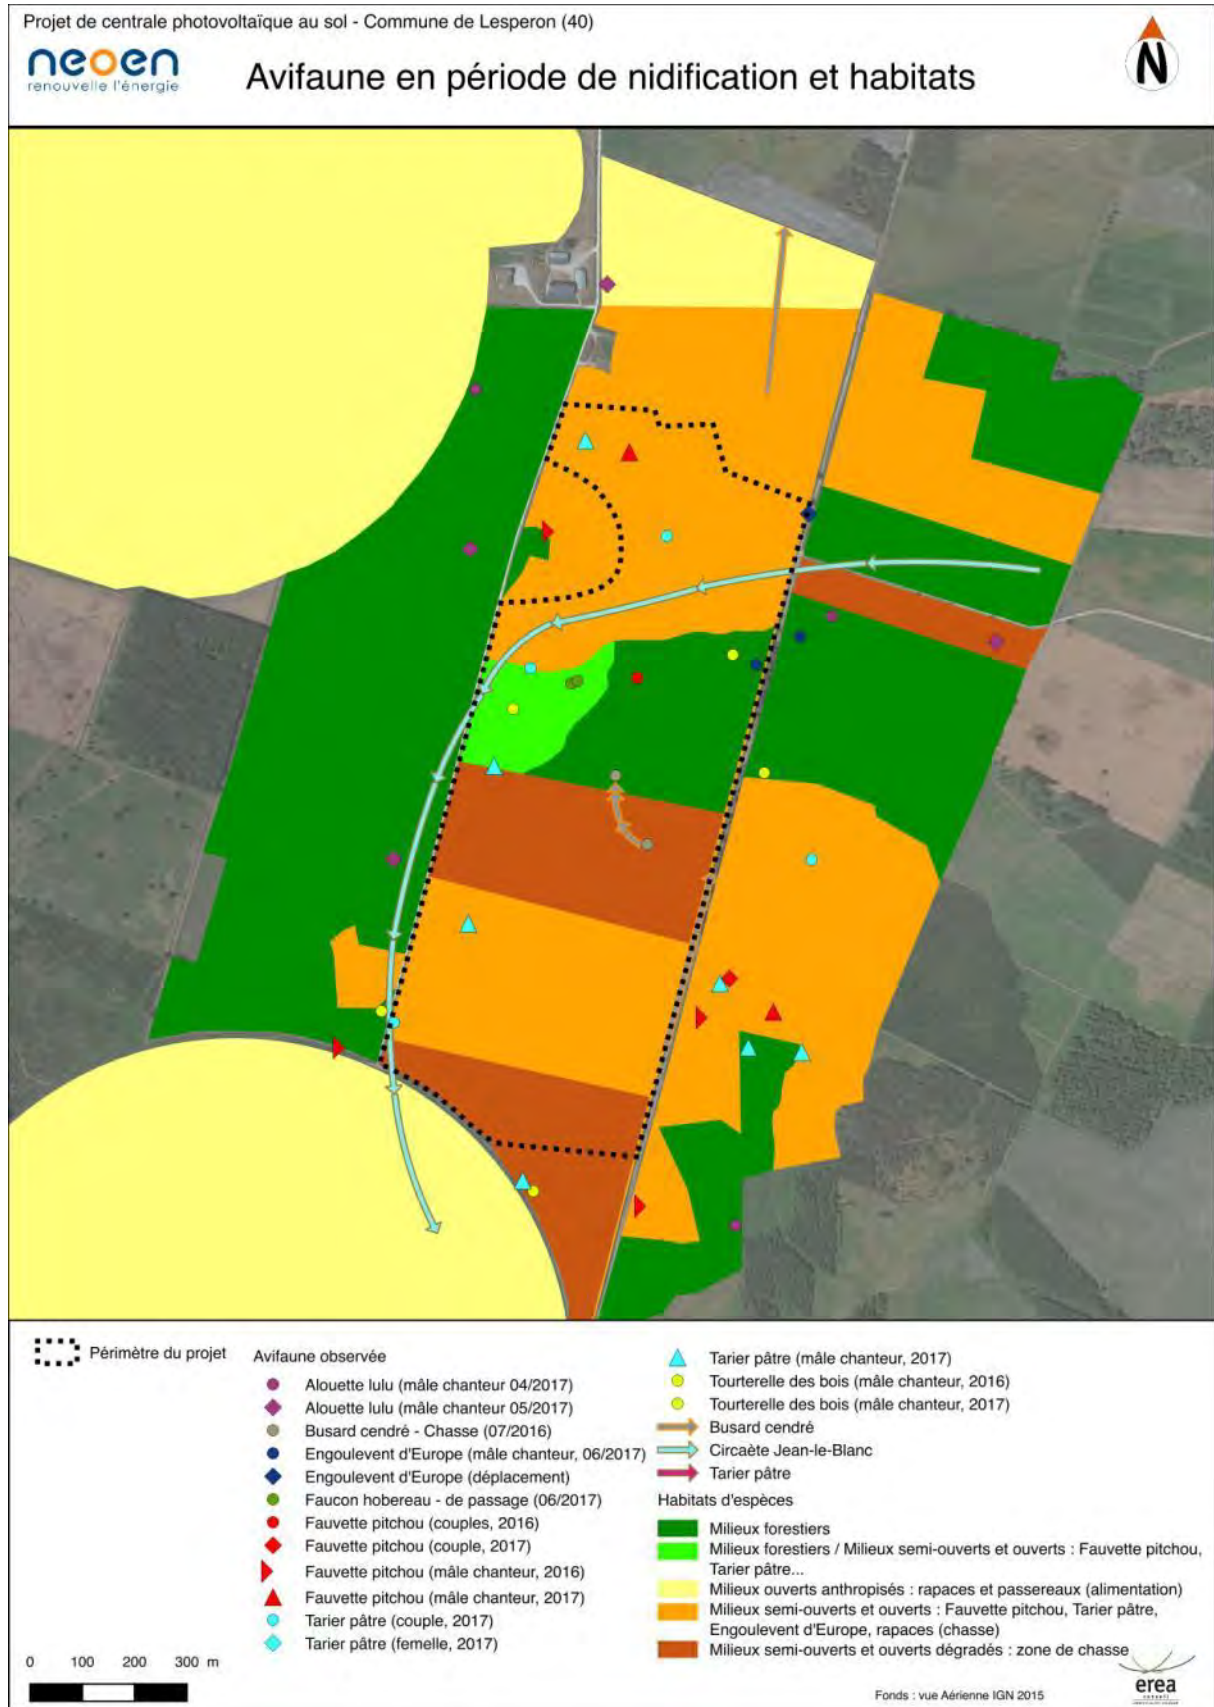 Projet de centrale photovoltaïque au sol - Commune de Lesperon (40)
neoen
renouvelle l'énergie
Avifaune en période de nidification et habitats
N
Périmètre du projet
Avifaune observée
Alouette lulu (mâle chanteur 04/2017)
Alouette lulu (mâle chanteur 05/2017)
Busard cendré - Chasse (07/2016)
Engoulevent d'Europe (mâle chanteur, 06/2017)
Engoulevent d'Europe (déplacement)
Faucon hobereau - de passage (06/2017)
Fauvette pitchou (couples, 2016)
Fauvette pitchou (couple, 2017)
Fauvette pitchou (mâle chanteur, 2016)
Fauvette pitchou (mâle chanteur, 2017)
Tarier pâtre (couple, 2017)
Tarier pâtre (femelle, 2017)
Tarier pâtre (mâle chanteur, 2017)
Tourterelle des bois (mâle chanteur, 2016)
Tourterelle des bois (mâle chanteur, 2017)
Busard cendré
Circaète Jean-le-Blanc
Tarier pâtre
Habitats d'espèces
Milieux forestiers
Milieux forestiers / Milieux semi-ouverts et ouverts : Fauvette pitchou,
Tarier pâtre...
Milieux ouverts anthropisés : rapaces et passereaux (alimentation)
Milieux semi-ouverts et ouverts : Fauvette pitchou, Tarier pâtre,
Engoulevent d'Europe, rapaces (chasse)
Milieux semi-ouverts et ouverts dégradés : zone de chasse
0 100 200 300 m
Fonds : vue Aérienne IGN 2015
erea
conseil